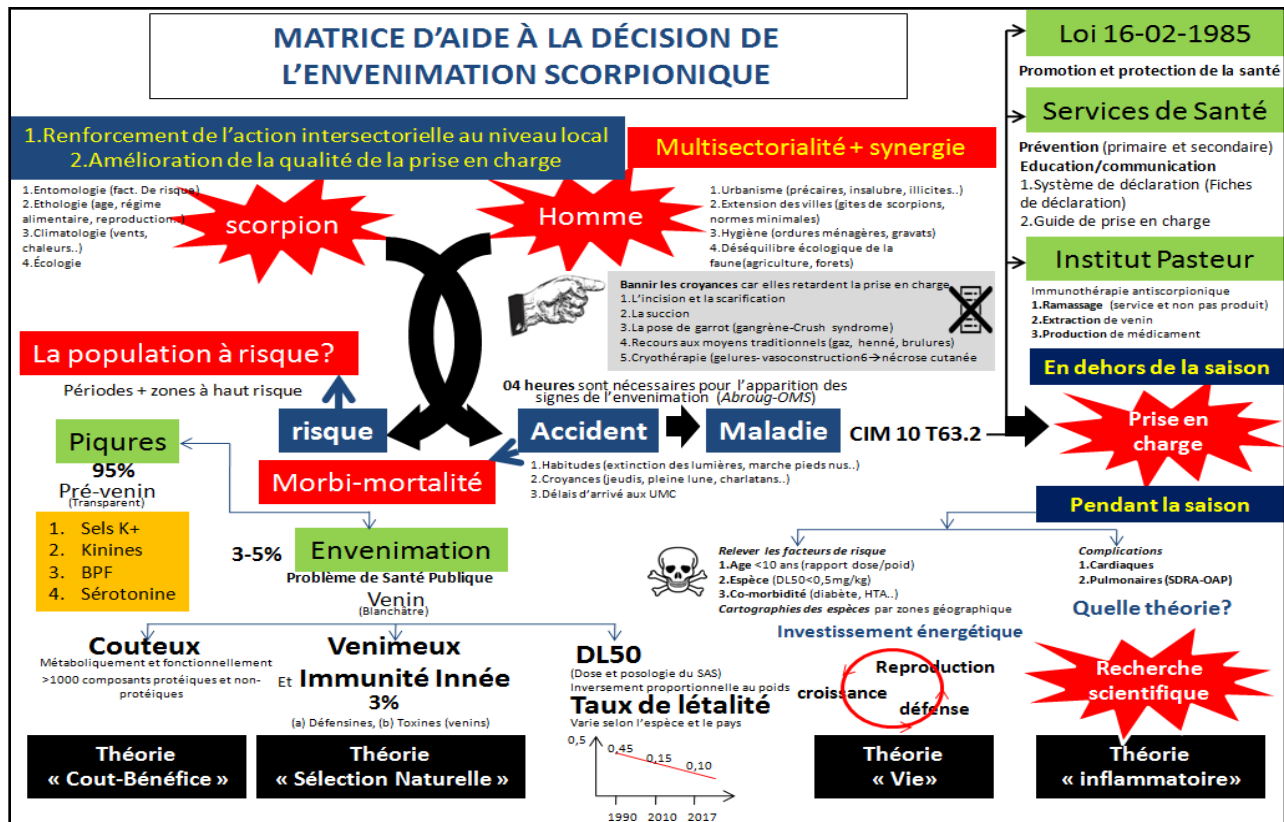 MATRICE D'AIDE À LA DÉCISION DE
L'ENVENIMATION SCORPIONIQUE
Loi 16-02-1985
Promotion et protection de la santé
Services de Santé
Prévention (primaire et secondaire)
Education/communication
1.Système de déclaration (Fiches
de déclaration)
2.Guide de prise en charge
Institut Pasteur
Immunothérapie antiscorpionique
1.Ramassage (service et non pas produit)
2.Extraction de venin
3.Production de médicament
1.Renforcement de l'action intersectorielle au niveau local
2.Amélioration de la qualité de la prise en charge
Multisectorialité + synergie
1.Entomologie (fact. De risque)
2.Ethologie (age, régime
alimentaire, reproduction..)
3.Climatologie (vents,
chaleurs..)
4.Écologie
scorpion
Homme
1.Urbanisme (précaires, insalubre, illicites..)
2.Extension des villes (gites de scorpions,
normes minimales)
3.Hygiène (ordures ménagères, gravats)
4.Déséquilibre écologique de la
faune(agriculture, forets)
Bannir les croyances car elles retardent la prise en charge
1.L'incision et la scarification
2.La succion
3.La pose de garrot (gangrène-Crush syndrome)
4.Recours aux moyens traditionnels (gaz, henné, brulures)
5.Cryothérapie (gelures- vasoconstruction6→nécrose cutanée
La population à risque?
Périodes + zones à haut risque
04 heures sont nécessaires pour l'apparition des
signes de l'envenimation (Abroug-OMS)
risque
Accident
Maladie
CIM 10 T63.2
En dehors de la saison
Prise en
charge
Pendant la saison
Morbi-mortalité
1.Habitudes (extinction des lumières, marche pieds nus..)
2.Croyances (jeudis, pleine lune, charlatans..)
3.Délais d'arrivé aux UMC
Piqures
95%
Pré-venin
(Transparent)
1. Sels K+
2. Kinines
3. BPF
4. Sérotonine
3-5%
Envenimation
Problème de Santé Publique
Venin
(Blanchâtre)
Relever les facteurs de risque
1.Age <10 ans (rapport dose/poid)
2.Espèce (DL50<0,5mg/kg)
3.Co-morbidité (diabète, HTA..)
Cartographies des espèces par zones géographique
Complications
1.Cardiaques
2.Pulmonaires (SDRA-OAP)
Quelle théorie?
Couteux
Métaboliquement et fonctionnellement
>1000 composants protéiques et non-
protéiques
Venimeux
Et Immunité Innée
3%
(a) Défensines, (b) Toxines (venins)
DL50
(Dose et posologie du SAS)
Inversement proportionnelle au poids
Taux de létalité
Varie selon l'espèce et le pays
0,5
0,45
0,15
0,10
1990 2010 2017
Investissement énergétique
Reproduction
croissance
défense
Recherche
scientifique
Théorie
« Cout-Bénéfice »
Théorie
« Sélection Naturelle »
Théorie
« Vie»
Théorie
« inflammatoire»